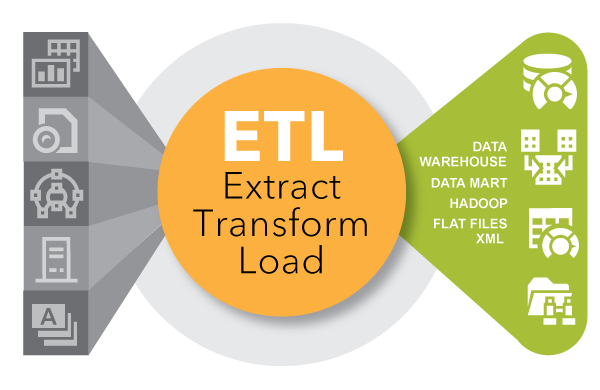 A
ETL
Extract
Transform
Load
DATA
WAREHOUSE
DATA MART
HADOOP
FLAT FILES
XML